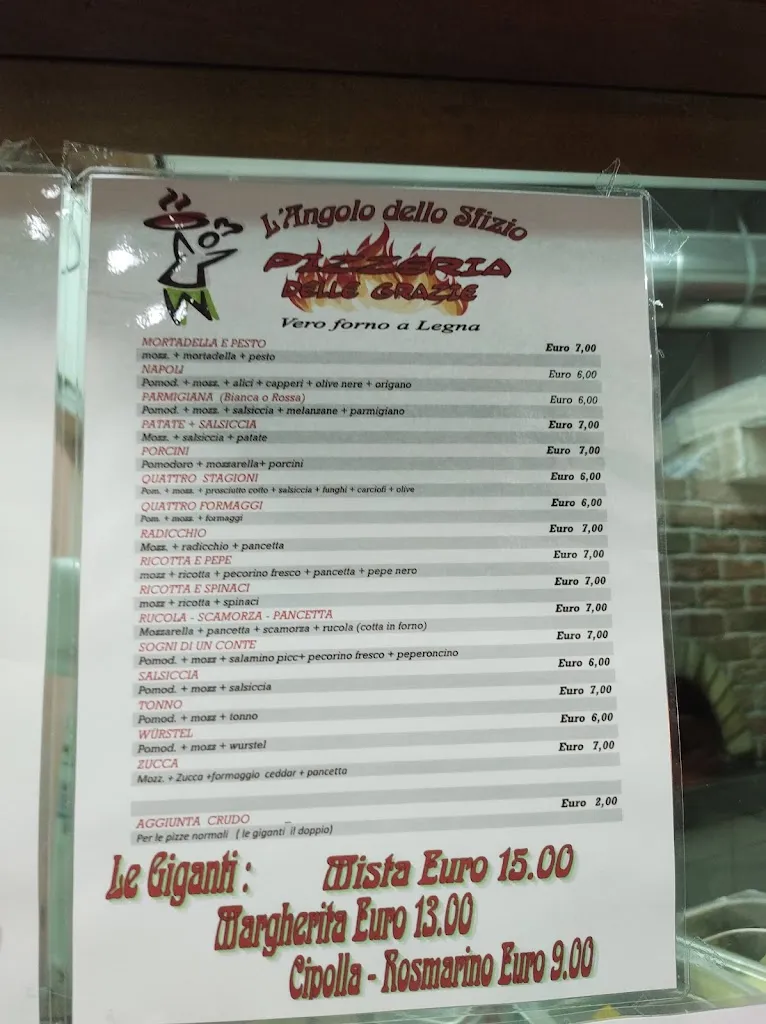 L'Angolo dello Sfizio
PIZZERIA
DELLE GRAZIE
Vero forno a Legna
MORTADELLA E PESTO Euro 7,00
mozz. + mortadella + pesto
NAPOLI Euro 6,00
Pomod. + mozz. + alici + capperi + olive nere + origano
PARMIGIANA (Bianca o Rossa) Euro 6,00
Pomod. + mozz. + salsiccia + melanzane + parmigiano
PATATE + SALSICCIA Euro 7,00
Mozz. + salsiccia + patate
PORCINI Euro 7,00
Pomodoro + mozzarella+ porcini
QUATTRO STAGIONI Euro 6,00
Pom. + mozz. + prosciutto cotto + salsiccia + funghi + carciofi + olive
QUATTRO FORMAGGI Euro 6,00
Pom. + mozz. + formaggi
RADICCHIO Euro 7,00
Mozz. + radicchio + pancetta
RICOTTA E PEPE Euro 7,00
mozz + ricotta + pecorino fresco + pancetta + pepe nero
RICOTTA E SPINACI Euro 7,00
mozz + ricotta + spinaci
RUCOLA - SCAMORZA - PANCETTA Euro 7,00
Mozzarella + pancetta + scamorza + rucola (cotta in forno)
SOGNI DI UN CONTE Euro 7,00
Pomod. + mozz + salamino picc+ pecorino fresco + peperoncino
SALSICCIA Euro 6,00
Pomod. + mozz + salsiccia
TONNO Euro 7,00
Pomod. + mozz + tonno
WÜRSTEL Euro 6,00
Pomod. + mozz + wurstel
ZUCCA Euro 7,00
Mozz. + Zucca +formaggio ceddar + pancetta
AGGIUNTA CRUDO Euro 2,00
Per le pizze normali ( le giganti il doppio)
Le Giganti : Mista Euro 15.00
Margherita Euro 13.00
Cipolla - Rosmarino Euro 9.00